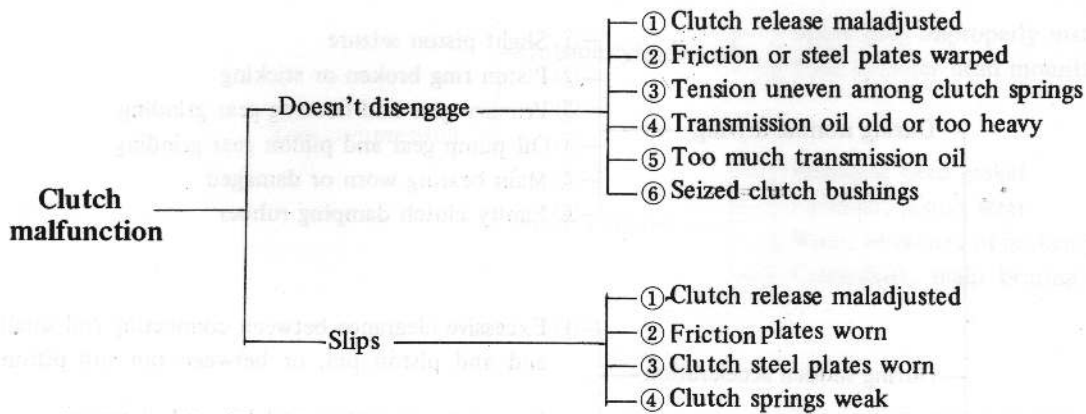 ① Clutch release maladjusted
② Friction or steel plates warped
③ Tension uneven among clutch springs
Doesn't disengage
④ Transmission oil old or too heavy
⑤ Too much transmission oil
⑥ Seized clutch bushings
Clutch
malfunction
① Clutch release maladjusted
② Friction plates worn
Slips
③ Clutch steel plates worn
④ Clutch springs weak